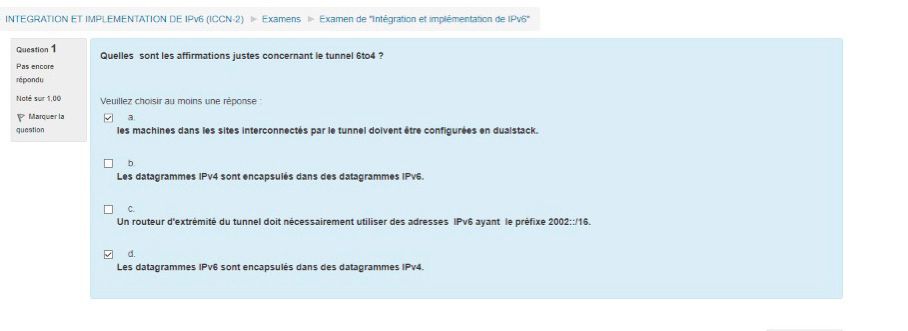 INTEGRATION ET IMPLEMENTATION DE IPv6 (ICCN-2) ► Examens ► Examen de "Intégration et implémentation de IPv6"
Question 1
Pas encore
répondu
Noté sur 1,00
Marquer la
question
Quelles sont les affirmations justes concernant le tunnel 6to4 ?
Veuillez choisir au moins une réponse :
a.
les machines dans les sites interconnectés par le tunnel doivent être configurées en dualstack.
b.
Les datagrammes IPv4 sont encapsulés dans des datagrammes IPv6.
c.
Un routeur d'extrémité du tunnel doit nécessairement utiliser des adresses IPv6 ayant le préfixe 2002::/16.
d.
Les datagrammes IPv6 sont encapsulés dans des datagrammes IPv4.